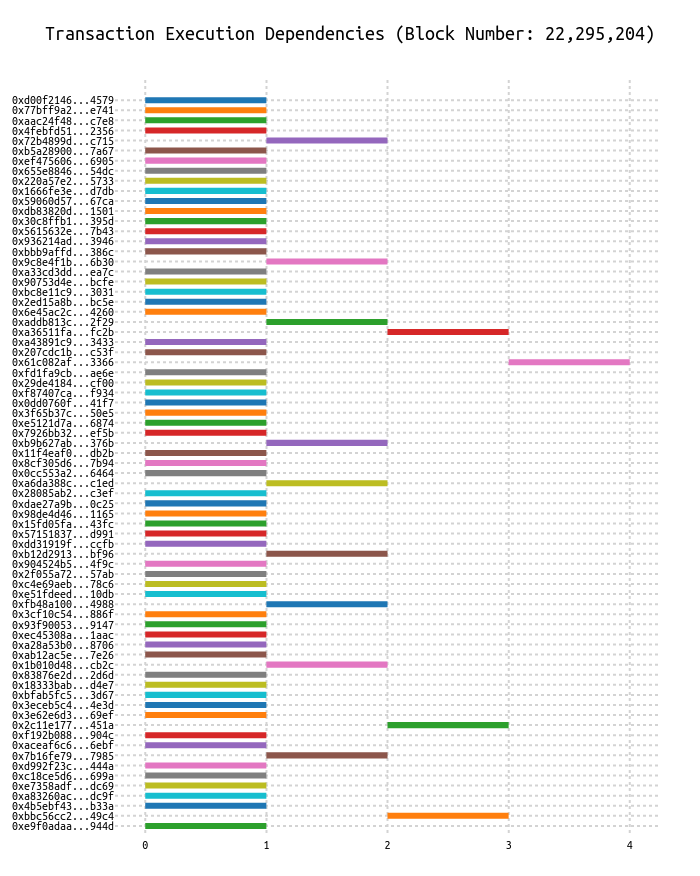 Transaction Execution Dependencies (Block Number: 22,295,204)
0xd00f2146...4579
0x77bff9a2...e741
0xaac24f48...c7e8
0x4febfd51...2356
0x72b4899d...c715
0xb5a28900...7a67
0xef475606...6905
0x655e8846...54dc
0x220a57e2...5733
0x1666fe3e...d7db
0x59060d57...67ca
0xdb83820d...1501
0x30c8ffb1...395d
0x5615632e...7b43
0x936214ad...3946
0xbbb9affd...386c
0x9c8e4f1b...6b30
0xa33cd3dd...ea7c
0x90753d4e...bcfe
0xbc8e11c9...3031
0x2ed15a8b...bc5e
0x6e45ac2c...4260
0xaddb813c...2f29
0xa36511fa...fc2b
0xa43891c9...3433
0x207cdc1b...c53f
0x61c082af...3366
0xfd1fa9cb...ae6e
0x29de4184...cf00
0xf87407ca...f934
0x0dd0760f...41f7
0x3f65b37c...50e5
0xe5121d7a...6874
0x7926bb32...ef5b
0xb9b627ab...376b
0x11f4eaf0...db2b
0x8cf305d6...7b94
0x0cc553a2...6464
0xa6da388c...c1ed
0x28085ab2...c3ef
0xdae27a9b...0c25
0x98de4d46...1165
0x15fd05fa...43fc
0x57151837...d991
0xdd31919f...ccfb
0xb12d2913...bf96
0x904524b5...4f9c
0x2f055a72...57ab
0xc4e69aeb...78c6
0xe51fdeed...10db
0xfb48a100...4988
0x3cf10c54...886f
0x93f90053...9147
0xec45308a...1aac
0xa28a53b0...8706
0xab12ac5e...7e26
0x1b010d48...cb2c
0x83876e2d...2d6d
0x18333bab...d4e7
0xbfab5fc5...3d67
0x3eceb5c4...4e3d
0x3e62e6d3...69ef
0x2c11e177...451a
0xf192b088...904c
0xaceaf6c6...6ebf
0x7b16fe79...7985
0xd992f23c...444a
0xc18ce5d6...699a
0xe7358adf...dc69
0xa83260ac...dc9f
0x4b5ebf43...b33a
0xbbc56cc2...49c4
0xe9f0adaa...944d
0 1 2 3 4